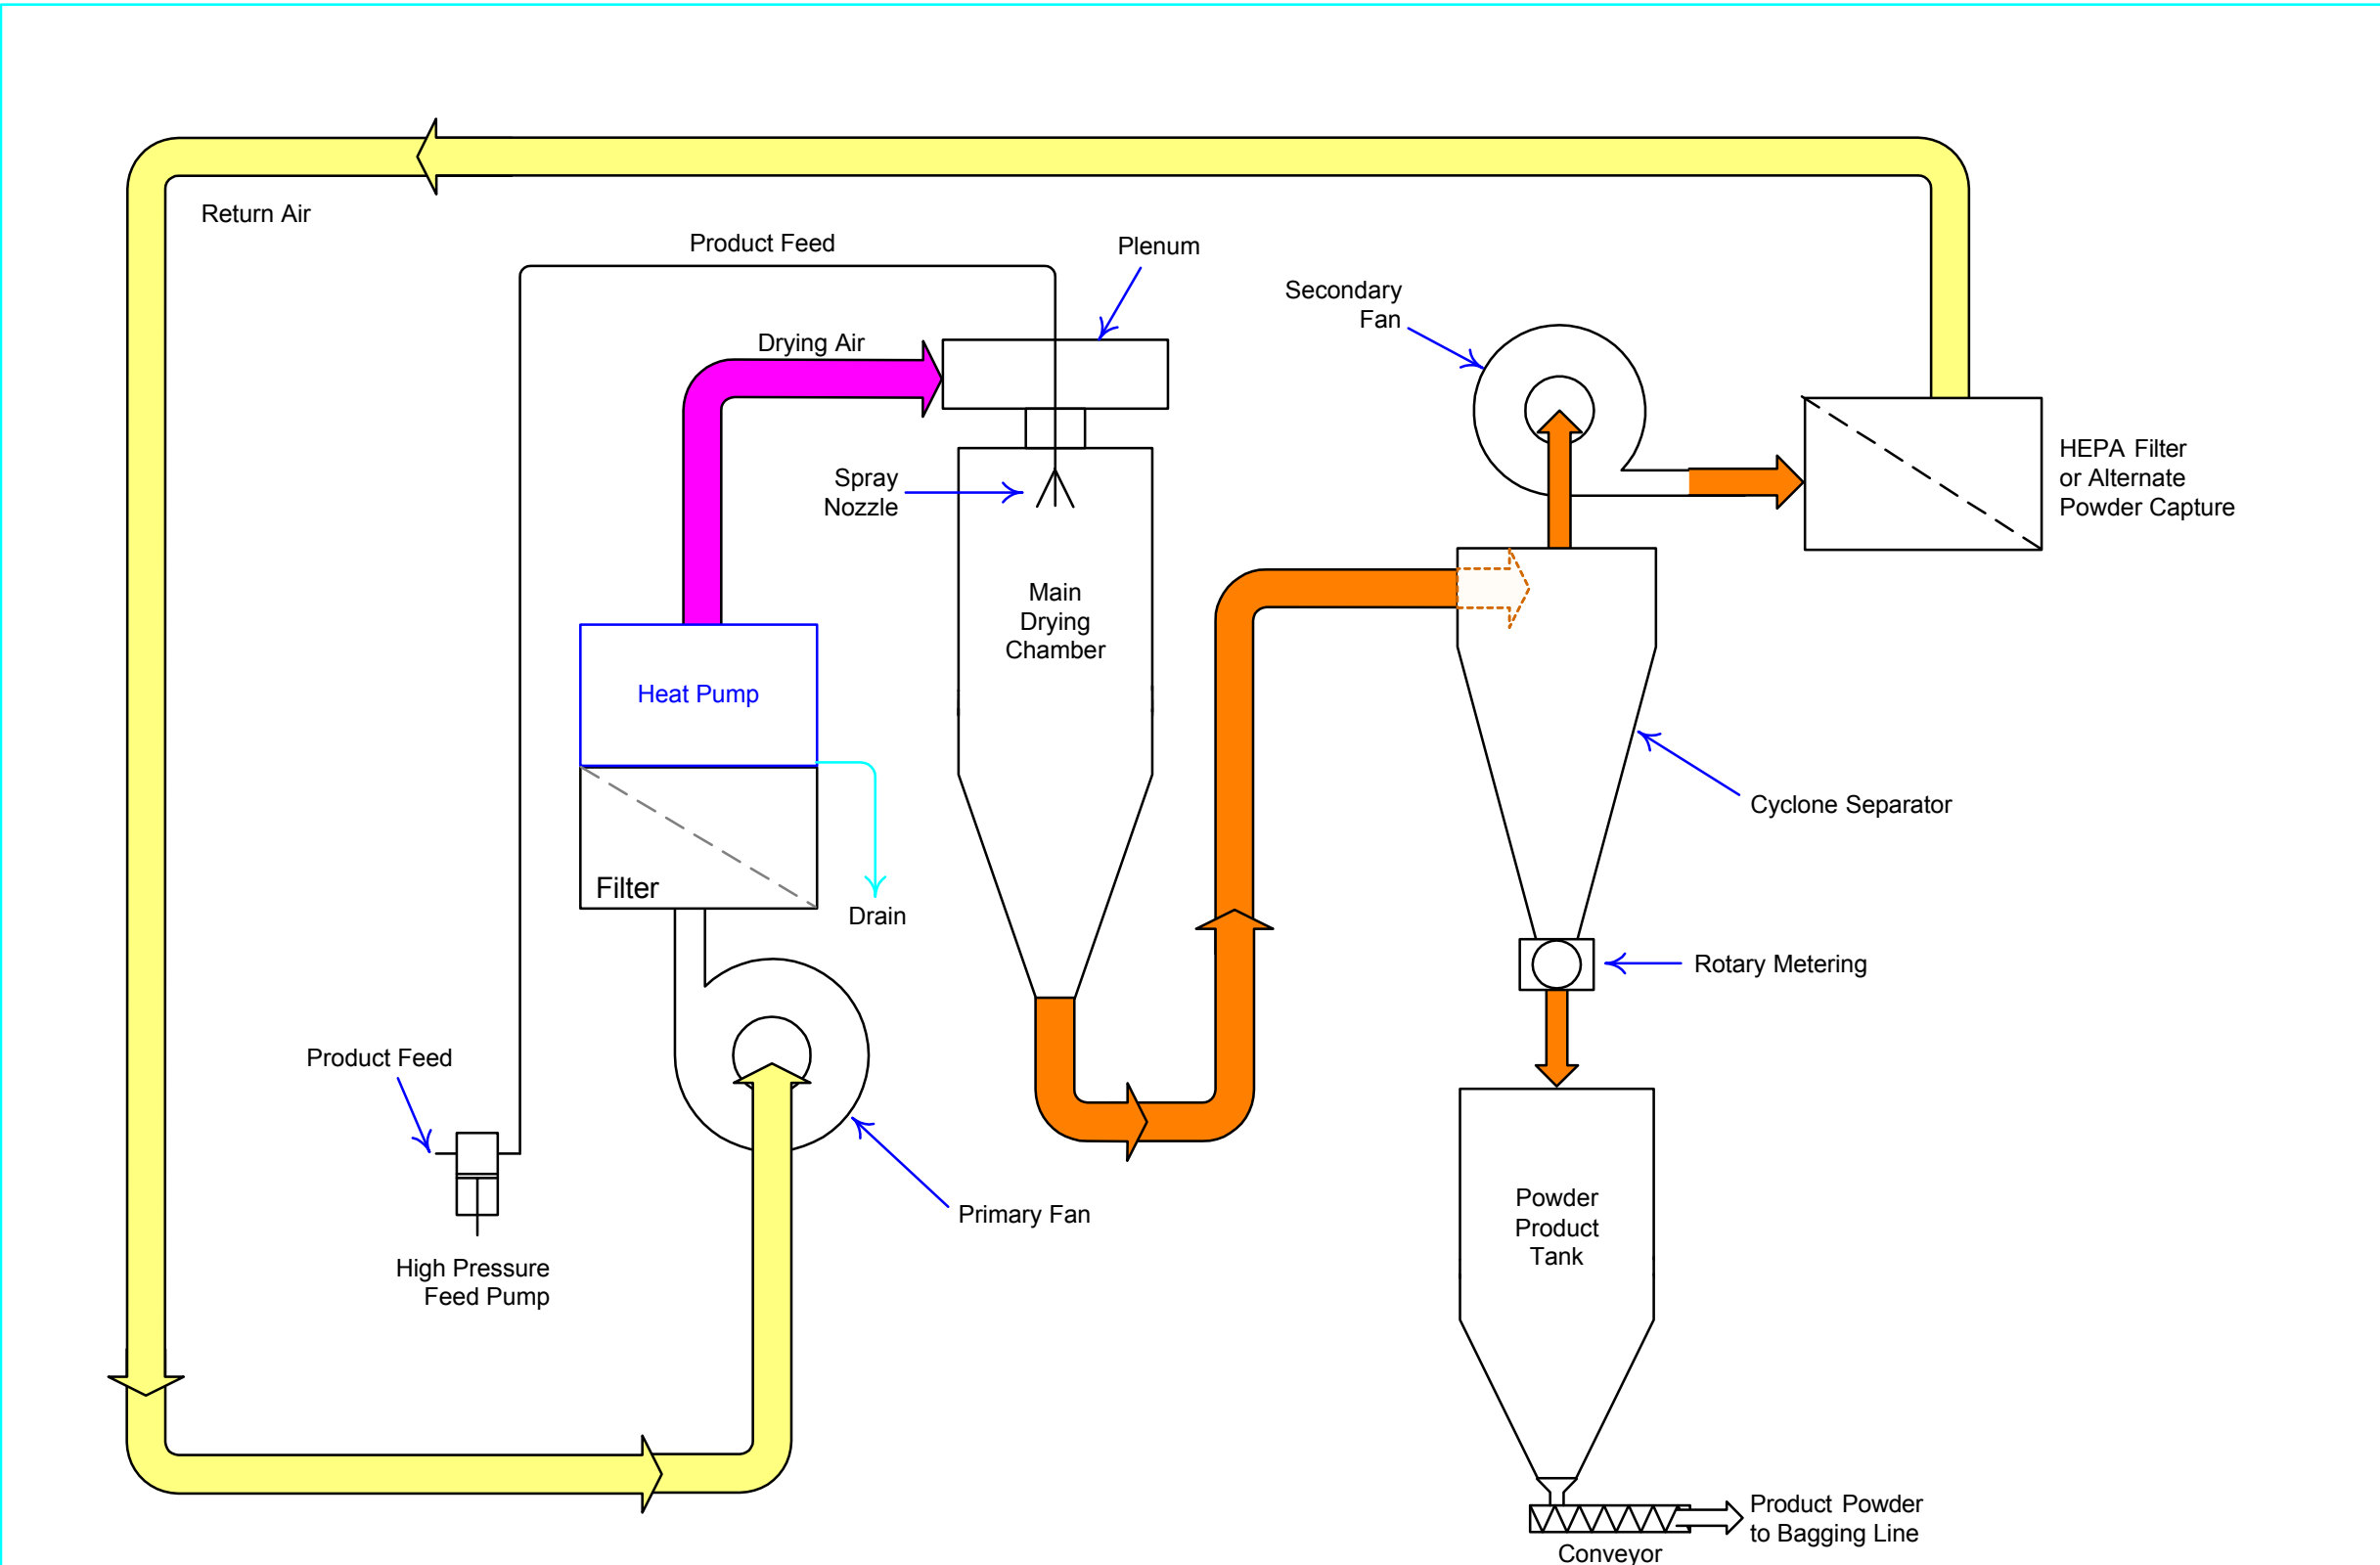 Return Air
Product Feed
Plenum
Secondary
Fan
Drying Air
HEPA Filter
or Alternate
Powder Capture
Spray
Nozzle
Main
Drying
Chamber
Heat Pump
Cyclone Separator
Filter
Drain
Rotary Metering
Product Feed
Primary Fan
High Pressure
Feed Pump
Powder
Product
Tank
Product Powder
to Bagging Line
Conveyor